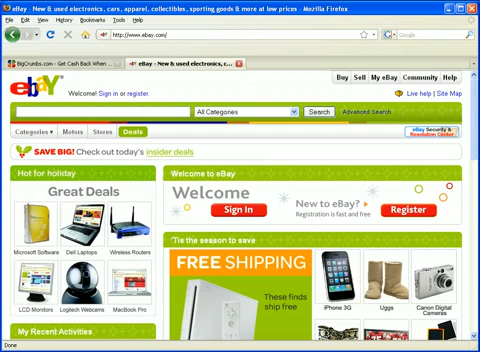 eBay - New & used electronics, cars, apparel, collectibles, sporting goods & more at low prices - Mozilla Firefox
File Edit View History Bookmarks Tools Help
http://www.ebay.com/
Google
BigCrumbs.com - Get Cash Back When ...
eBay - New & used electronics, c...
ebY
Buy Sell My eBay Community Help
Welcome! Sign in or register.
Live help | Site Map
All Categories
Search
Advanced Search
Categories
Motors
Stores
Deals
eBay Security &
Resolution Center
SAVE BIG! Check out today's insider deals
Hot for holiday
Great Deals
Microsoft Software
Dell Laptops
Wireless Routers
LCD Monitors
Logitech Webcams
MacBook Pro
My Recent Activities
Welcome to eBay
Welcome
Sign In
New to eBay?
Registration is fast and free
Register
'Tis the season to save
FREE SHIPPING
These finds
ship free
iPhone 3G
Uggs
Canon Digital
Cameras
Done